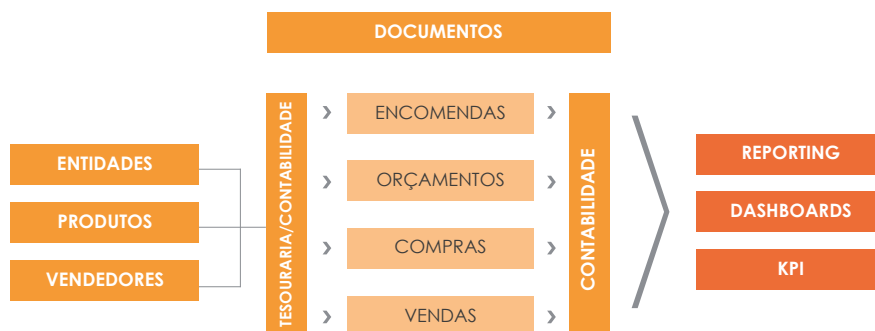 DOCUMENTOS
ENTIDADES
PRODUTOS
VENDEDORES
TESOURARIA/CONTABILIDADE
ENCOMENDAS
ORÇAMENTOS
COMPRAS
VENDAS
CONTABILIDADE
REPORTING
DASHBOARDS
KPI